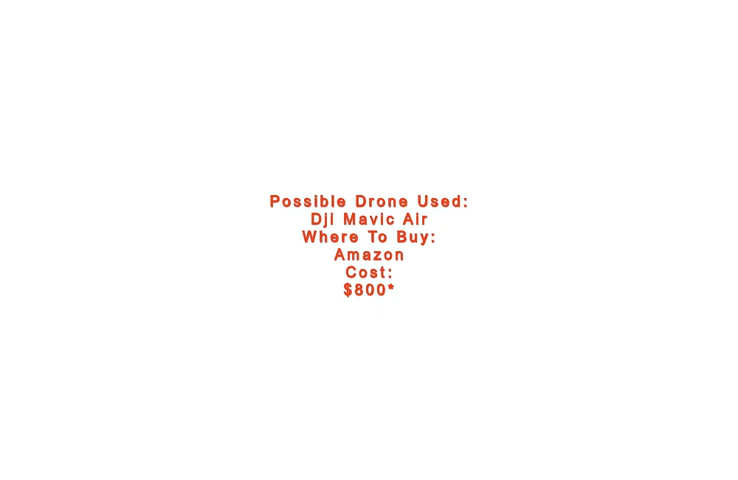 Possible Drone Used:
Dji Mavic Air
Where To Buy:
Amazon
Cost:
$800*